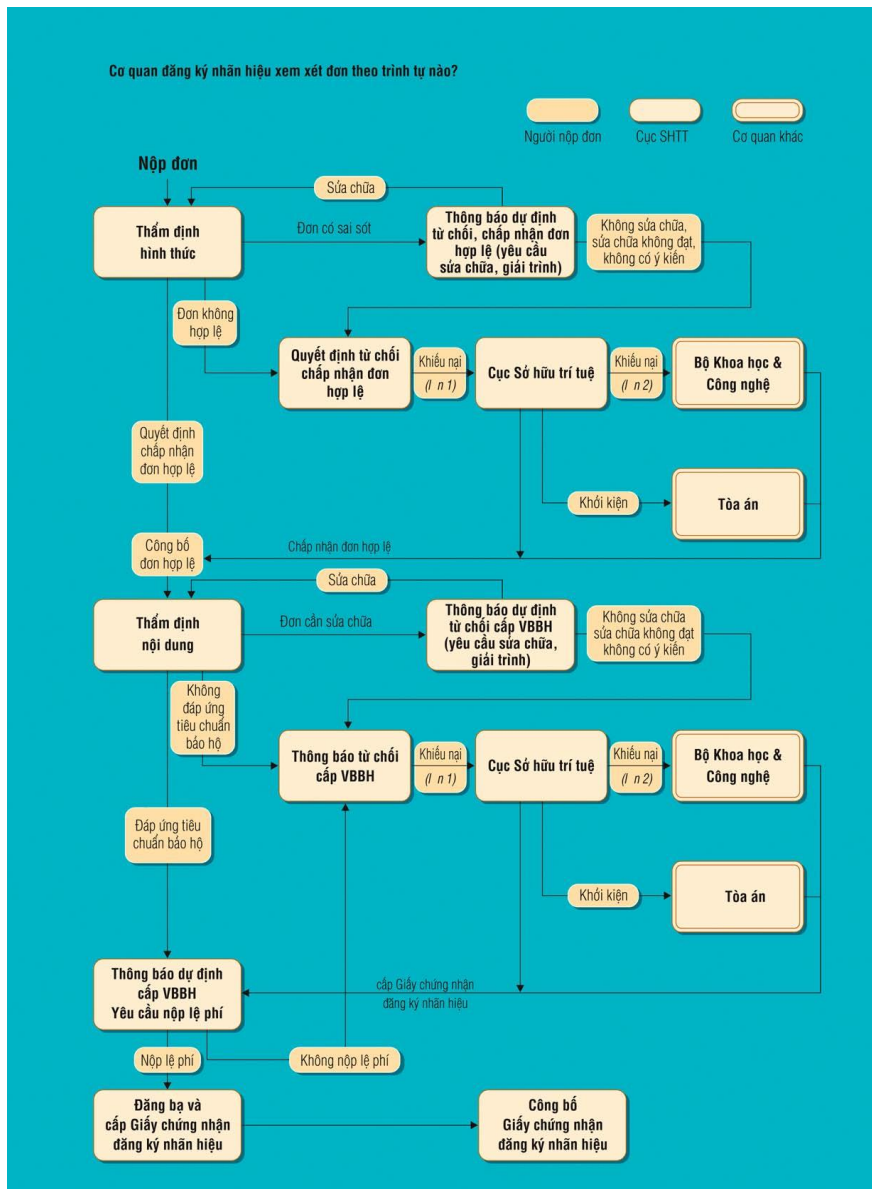 Cơ quan đăng ký nhãn hiệu xem xét đơn theo trình tự nào?
Người nộp đơn
Cục SHTT
Cơ quan khác
Nộp đơn
Sửa chữa
Thẩm định
hình thức
Đơn có sai sót
Thông báo dự định
từ chối, chấp nhận đơn
hợp lệ (yêu cầu
sửa chữa, giải trình)
Không sửa chữa,
sửa chữa không đạt,
không có ý kiến
Đơn không
hợp lệ
Quyết định từ chối
chấp nhận đơn
hợp lệ
Khiếu nại
(l n 1)
Cục Sở hữu trí tuệ
Khiếu nại
(l n 2)
Bộ Khoa học &
Công nghệ
Quyết định
chấp nhận
đơn hợp lệ
Khởi kiện
Tòa án
Công bố
đơn hợp lệ
Chấp nhận đơn hợp lệ
Sửa chữa
Thẩm định
nội dung
Đơn cần sửa chữa
Thông báo dự định
từ chối cấp VBBH
(yêu cầu sửa chữa,
giải trình)
Không sửa chữa
sửa chữa không đạt
không có ý kiến
Không
đáp ứng
tiêu chuẩn
bảo hộ
Thông báo từ chối
cấp VBBH
Khiếu nại
(l n 1)
Cục Sở hữu trí tuệ
Khiếu nại
(l n 2)
Bộ Khoa học &
Công nghệ
Đáp ứng tiêu
chuẩn bảo hộ
Khởi kiện
Tòa án
Thông báo dự định
cấp VBBH
Yêu cầu nộp lệ phí
cấp Giấy chứng nhận
đăng ký nhãn hiệu
Nộp lệ phí
Không nộp lệ phí
Đăng bạ và
cấp Giấy chứng nhận
đăng ký nhãn hiệu
Công bố
Giấy chứng nhận
đăng ký nhãn hiệu